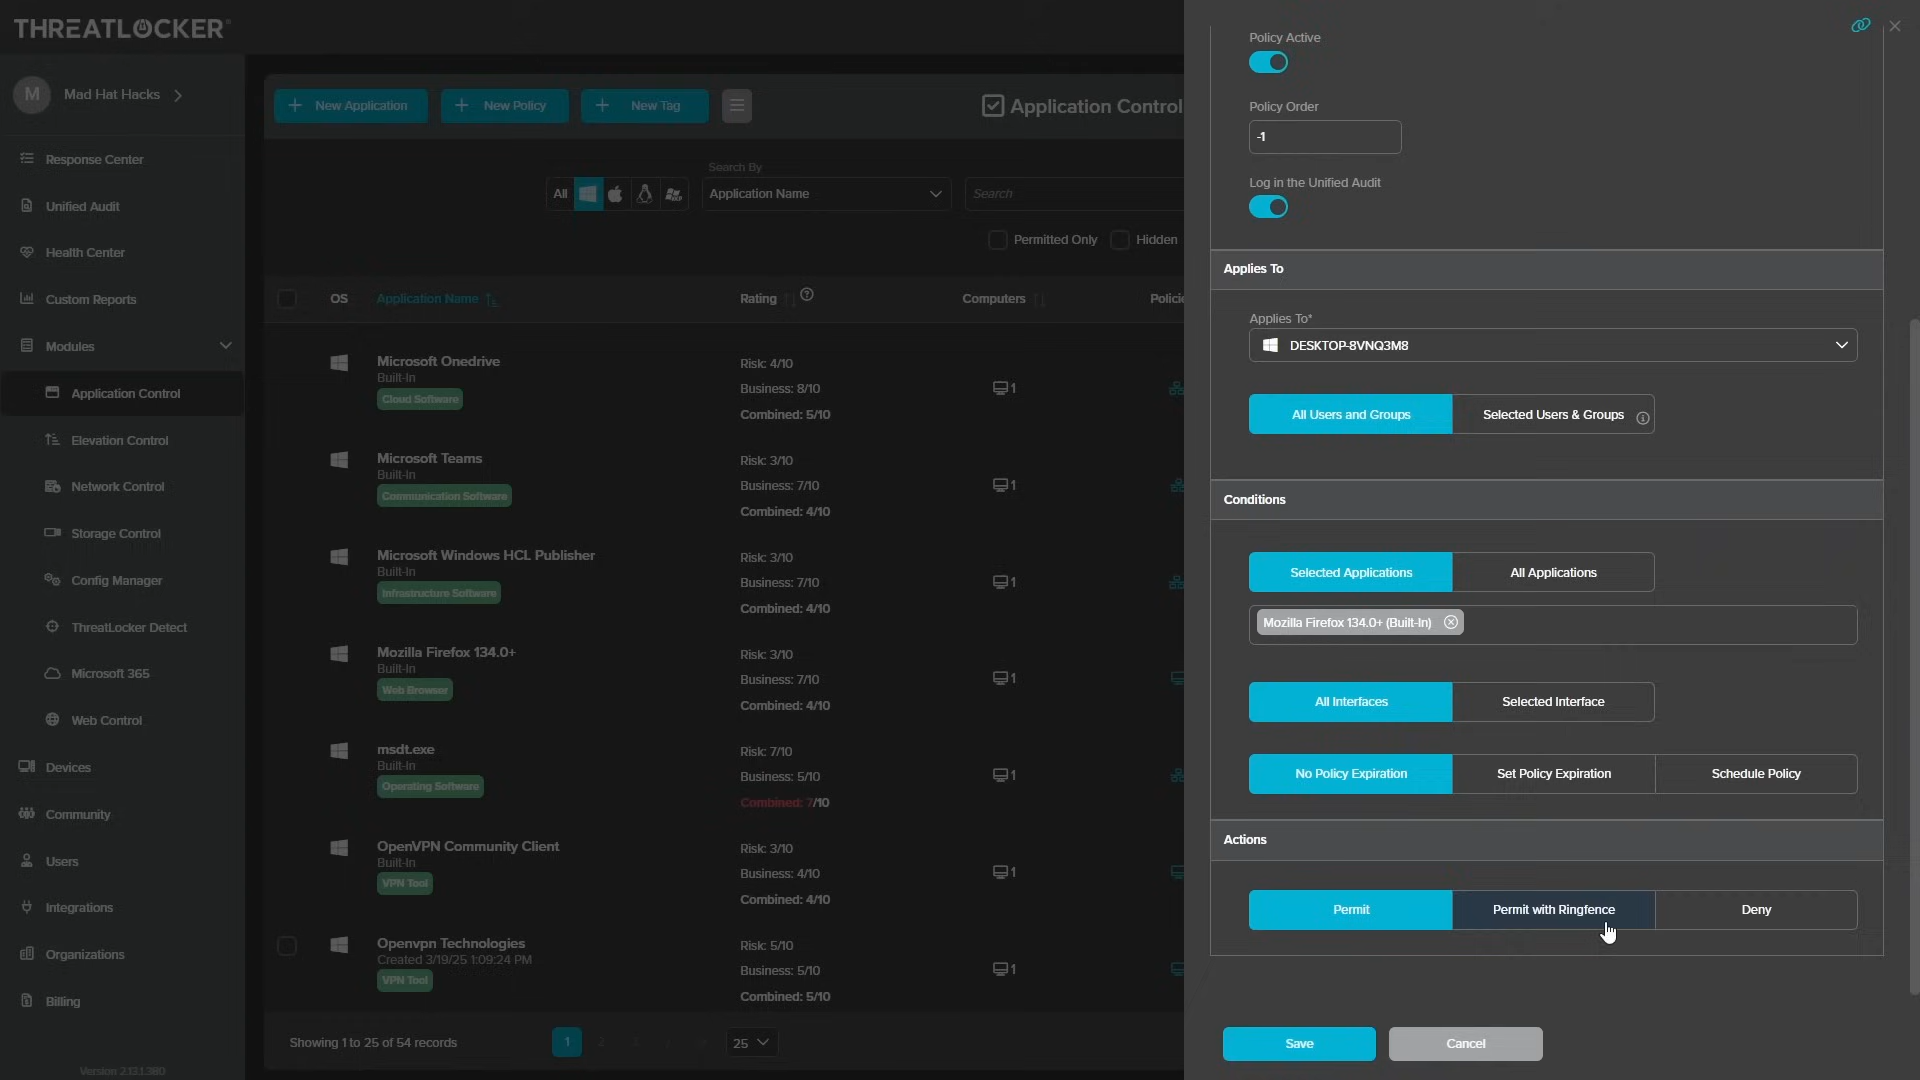 THREATLOCKER
M
Mad Hat Hacks
Response Center
Unified Audit
Health Center
Custom Reports
Modules
Application Control
Elevation Control
Network Control
Storage Control
Config Manager
ThreatLocker Detect
Microsoft 365
Web Control
Devices
Community
Users
Integrations
Organizations
Billing
Version 2.13.1.380
+ New Application
+ New Policy
+ New Tag
Application Control
All
Search By
Application Name
Search
Permitted Only
Hidden
OS
Application Name
Rating
Computers
Microsoft Onedrive
Built-In
Cloud Software
Risk: 4/10
Business: 8/10
Combined: 5/10
1
Microsoft Teams
Built-In
Communication Software
Risk: 3/10
Business: 7/10
Combined: 4/10
1
Microsoft Windows HCL Publisher
Built-In
Infrastructure Software
Risk: 3/10
Business: 7/10
Combined: 4/10
1
Mozilla Firefox 134.0+
Built-In
Web Browser
Risk: 3/10
Business: 7/10
Combined: 4/10
1
msdt.exe
Built-In
Operating Software
Risk: 7/10
Business: 5/10
Combined: 7/10
1
OpenVPN Community Client
Built-In
VPN Tool
Risk: 3/10
Business: 4/10
Combined: 4/10
1
Openvpn Technologies
Created 3/19/25 1:09:24 PM
VPN Tool
Risk: 5/10
Business: 5/10
Combined: 5/10
1
Showing 1 to 25 of 54 records
1
2
3
25
Policy Active
Policy Order
-1
Log in the Unified Audit
Applies To
Applies To*
DESKTOP-8VNQ3M8
All Users and Groups
Selected Users & Groups
Conditions
Selected Applications
All Applications
Mozilla Firefox 134.0+ (Built-In)
All Interfaces
Selected Interface
No Policy Expiration
Set Policy Expiration
Schedule Policy
Actions
Permit
Permit with Ringfence
Deny
Save
Cancel